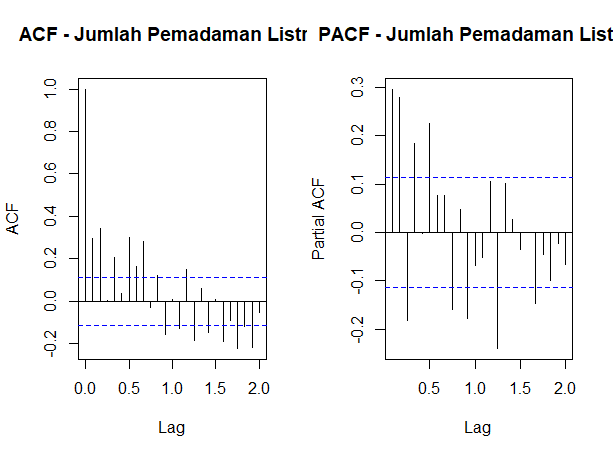 ACF - Jumlah Pemadaman Listr
PACF - Jumlah Pemadaman List
ACF
1.0
0.8
0.6
0.4
0.2
0.0
-0.2
0.0 0.5 1.0 1.5 2.0
Lag
Partial ACF
0.3
0.2
0.1
0.0
-0.1
-0.2
0.5 1.0 1.5 2.0
Lag